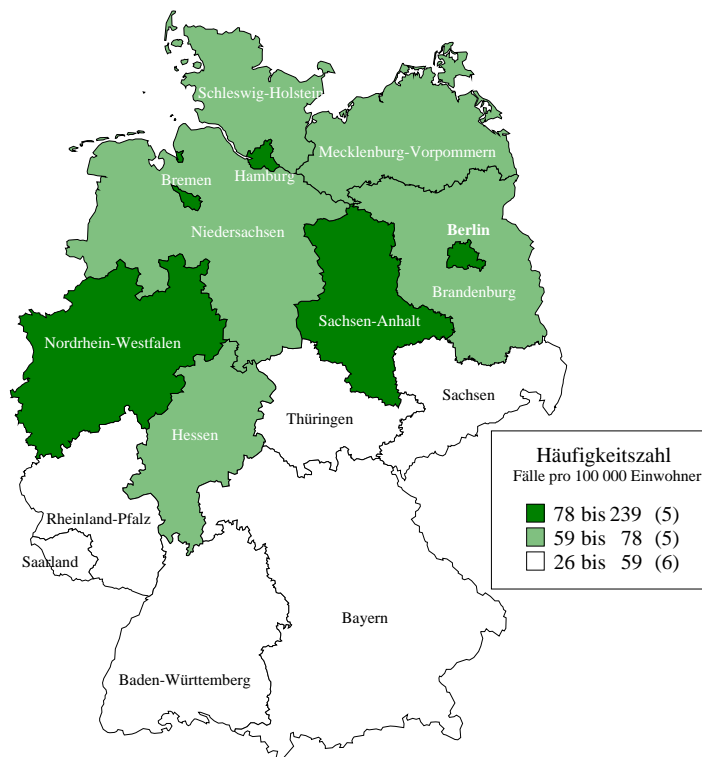 Schleswig-Holstein
Mecklenburg-Vorpommern
Hamburg
Bremen
Niedersachsen
Berlin
Brandenburg
Sachsen-Anhalt
Nordrhein-Westfalen
Sachsen
Thüringen
Hessen
Häufigkeitszahl
Fälle pro 100 000 Einwohner
78 bis 239 (5)
59 bis 78 (5)
26 bis 59 (6)
Rheinland-Pfalz
Saarland
Bayern
Baden-Württemberg